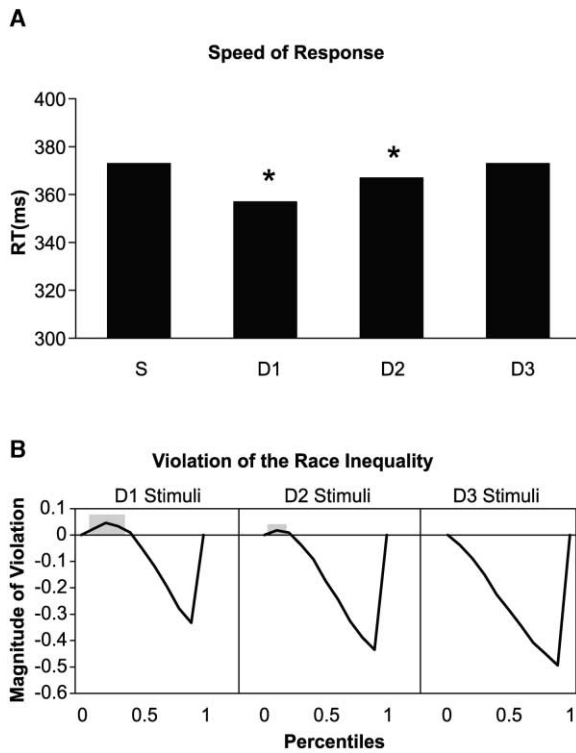 A
Speed of Response
400
380
360
340
320
300
RT(ms)
*
*
S D1 D2 D3
B
Violation of the Race Inequality
D1 Stimuli D2 Stimuli D3 Stimuli
0.1
0
-0.1
-0.2
-0.3
-0.4
-0.5
-0.6
Magnitude of Violation
0 0.5 1 0 0.5 1 0 0.5 1
Percentiles